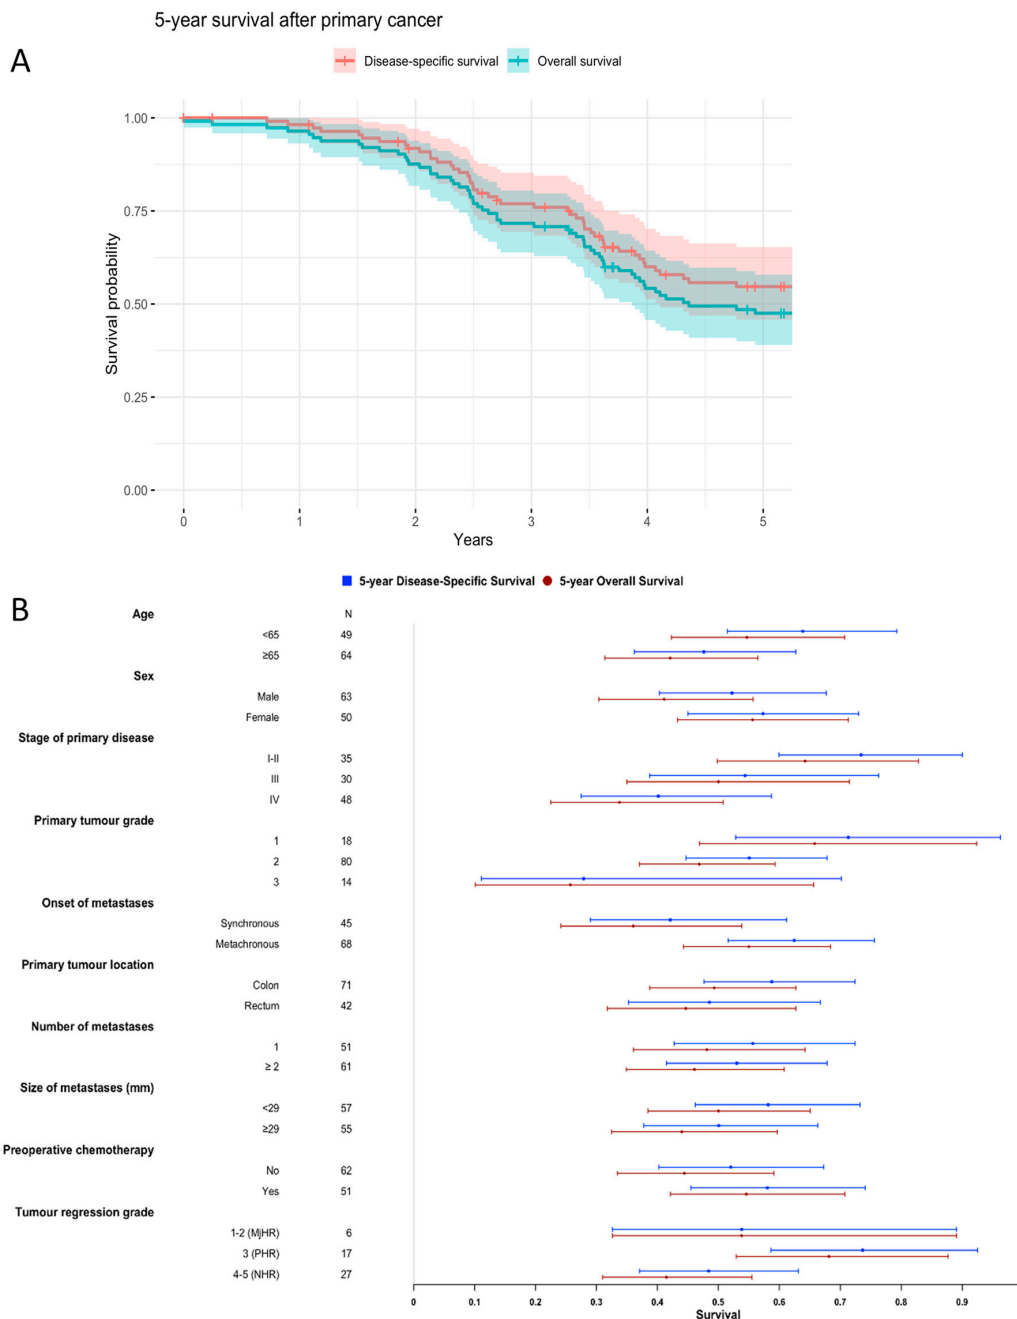 5-year survival after primary cancer
A
Disease-specific survival Overall survival
Survival probability
1.00
0.75
0.50
0.25
0.00
0 1 2 3 4 5
Years
5-year Disease-Specific Survival 5-year Overall Survival
B
Age N
<65 49
≥65 64
Sex
Male 63
Female 50
Stage of primary disease
I-II 35
III 30
IV 48
Primary tumour grade
1 18
2 80
3 14
Onset of metastases
Synchronous 45
Metachronous 68
Primary tumour location
Colon 71
Rectum 42
Number of metastases
1 51
≥ 2 61
Size of metastases (mm)
<29 57
≥29 55
Preoperative chemotherapy
No 62
Yes 51
Tumour regression grade
1-2 (MjHR) 6
3 (PHR) 17
4-5 (NHR) 27
0 0.1 0.2 0.3 0.4 0.5 0.6 0.7 0.8 0.9
Survival